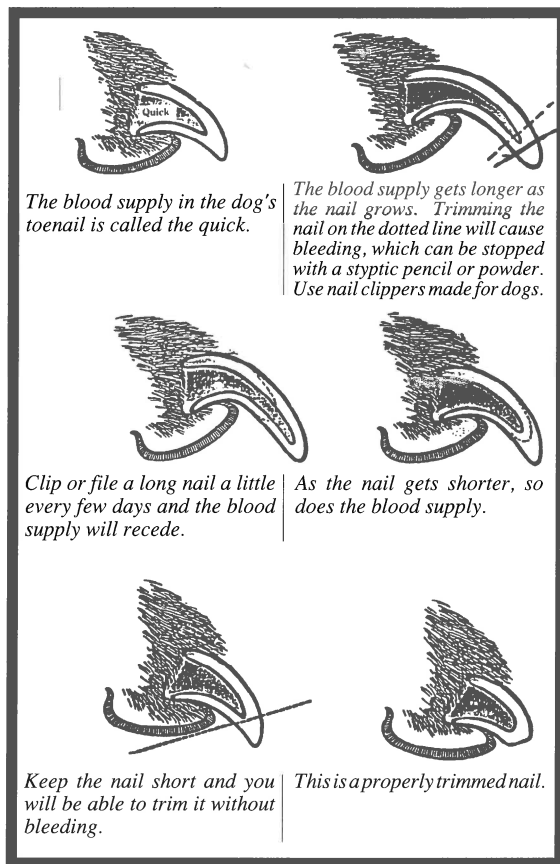 Quick
The blood supply in the dog's
toenail is called the quick.
The blood supply gets longer as
the nail grows. Trimming the
nail on the dotted line will cause
bleeding, which can be stopped
with a styptic pencil or powder.
Use nail clippers made for dogs.
Clip or file a long nail a little
every few days and the blood
supply will recede.
As the nail gets shorter, so
does the blood supply.
Keep the nail short and you
will be able to trim it without
bleeding.
This is a properly trimmed nail.